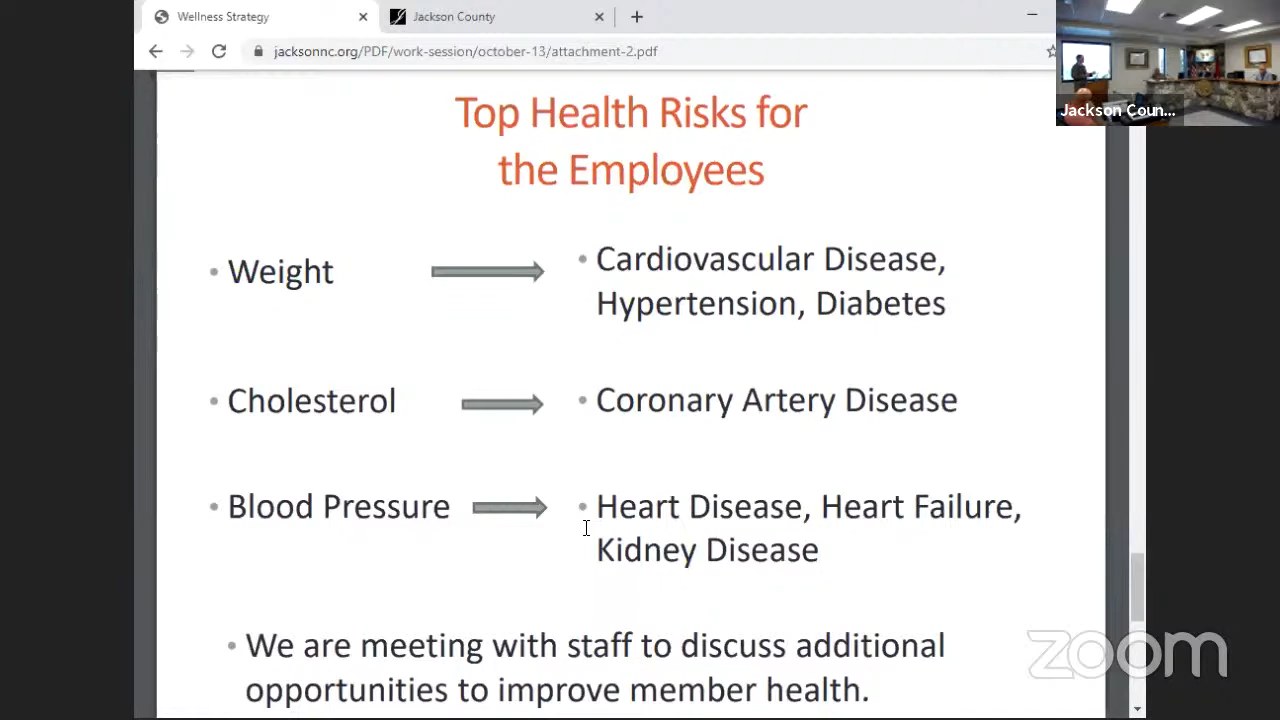 Wellness Strategy
Jackson County
jacksonnc.org/PDF/work-session/october-13/attachment-2.pdf
Jackson Coun...
Top Health Risks for
the Employees
• Weight
• Cardiovascular Disease,
Hypertension, Diabetes
• Cholesterol
• Coronary Artery Disease
• Blood Pressure
• Heart Disease, Heart Failure,
Kidney Disease
• We are meeting with staff to discuss additional
opportunities to improve member health.
zoom